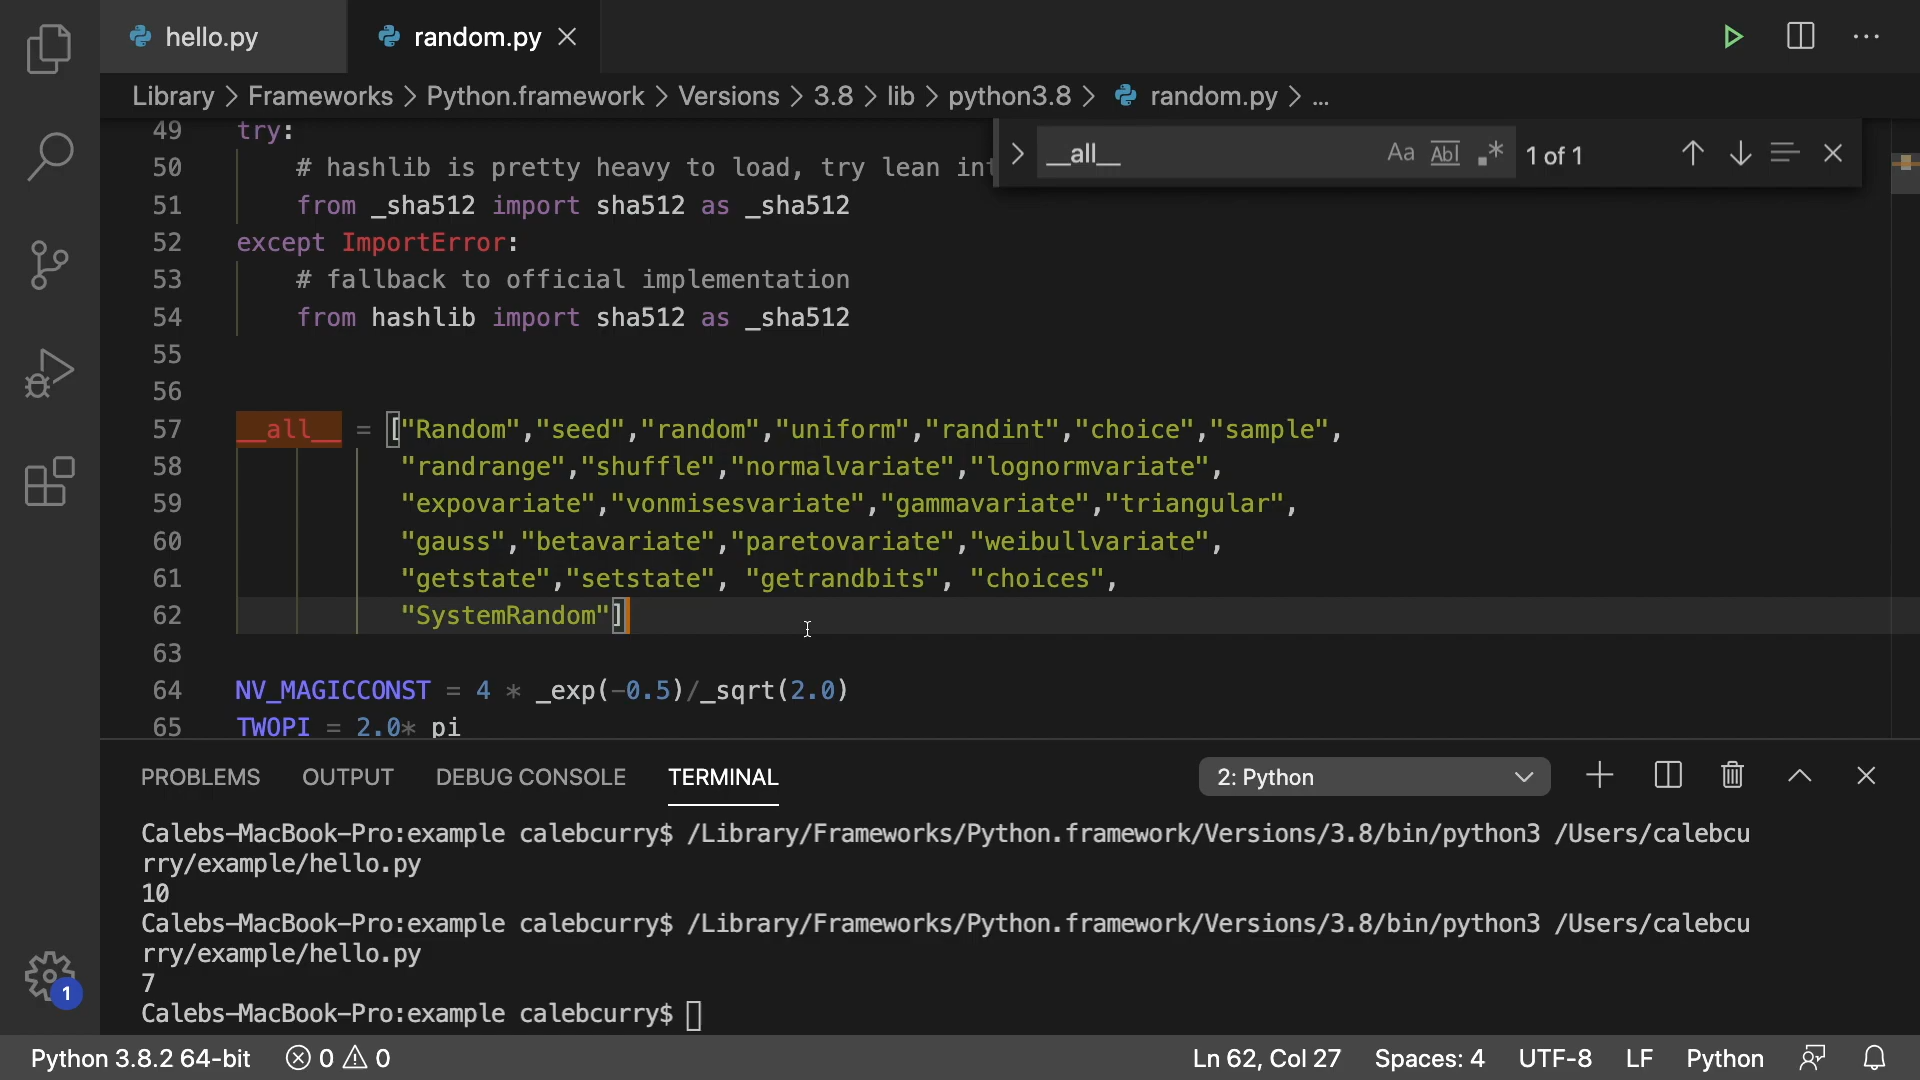 hello.py random.py
Library > Frameworks > Python.framework > Versions > 3.8 > lib > python3.8 > random.py > ...
__all__ Aa Abl .* 1 of 1
49 try:
50 # hashlib is pretty heavy to load, try lean int
51 from _sha512 import sha512 as _sha512
52 except ImportError:
53 # fallback to official implementation
54 from hashlib import sha512 as _sha512
55
56
57 __all__ = ["Random","seed","random","uniform","randint","choice","sample",
58 "randrange","shuffle","normalvariate","lognormvariate",
59 "expovariate","vonmisesvariate","gammavariate","triangular",
60 "gauss","betavariate","paretovariate","weibullvariate",
61 "getstate","setstate", "getrandbits", "choices",
62 "SystemRandom"]
63
64 NV_MAGICCONST = 4 * _exp(-0.5)/_sqrt(2.0)
65 TWOPI = 2.0* pi
PROBLEMS OUTPUT DEBUG CONSOLE TERMINAL 2: Python
Calebs-MacBook-Pro:example calebcurry$ /Library/Frameworks/Python.framework/Versions/3.8/bin/python3 /Users/calebcu
rry/example/hello.py
10
Calebs-MacBook-Pro:example calebcurry$ /Library/Frameworks/Python.framework/Versions/3.8/bin/python3 /Users/calebcu
rry/example/hello.py
7
Calebs-MacBook-Pro:example calebcurry$
1
Python 3.8.2 64-bit 0 0 Ln 62, Col 27 Spaces: 4 UTF-8 LF Python